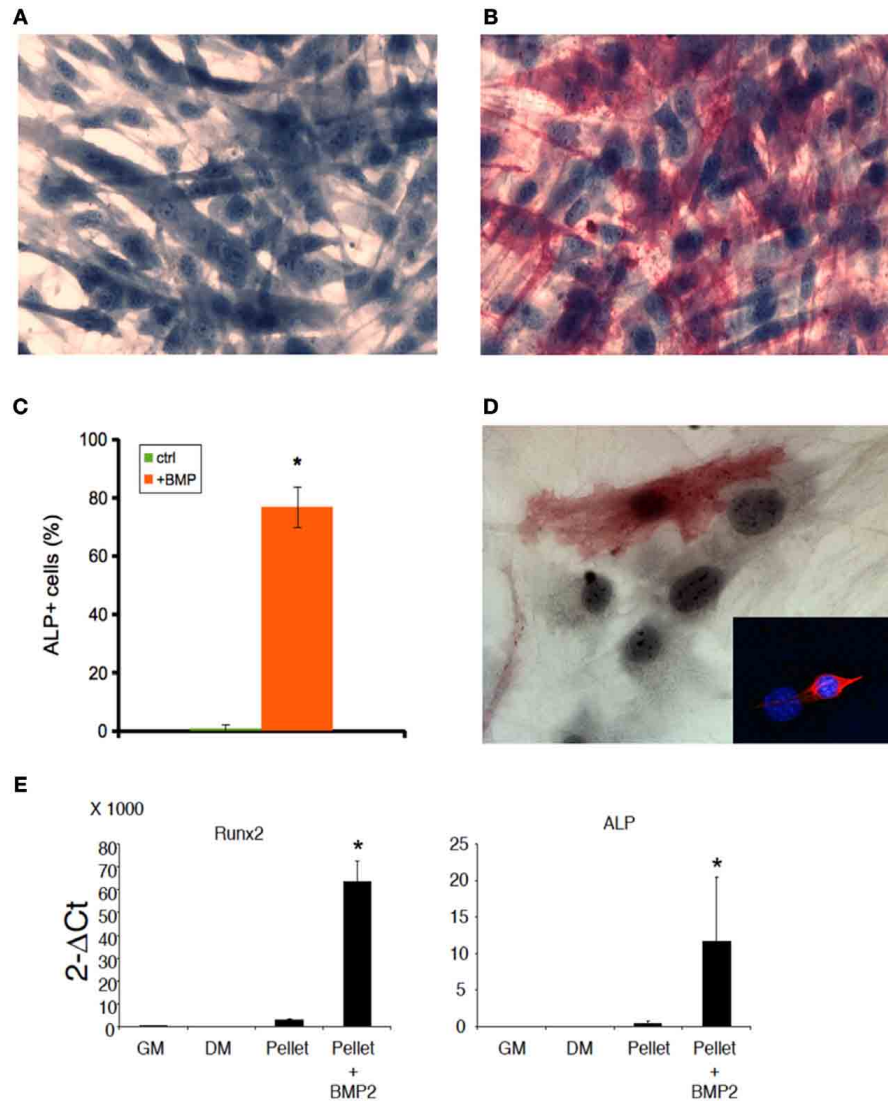 A
B
C
100
80
60
40
20
0
ALP+ cells (%)
ctrl
+BMP
*
D
E
X 1000
Runx2
2-ΔCt
80
70
60
50
40
30
20
10
0
*
GM DM Pellet Pellet
+
BMP2
ALP
25
20
15
10
5
0
*
GM DM Pellet Pellet
+
BMP2